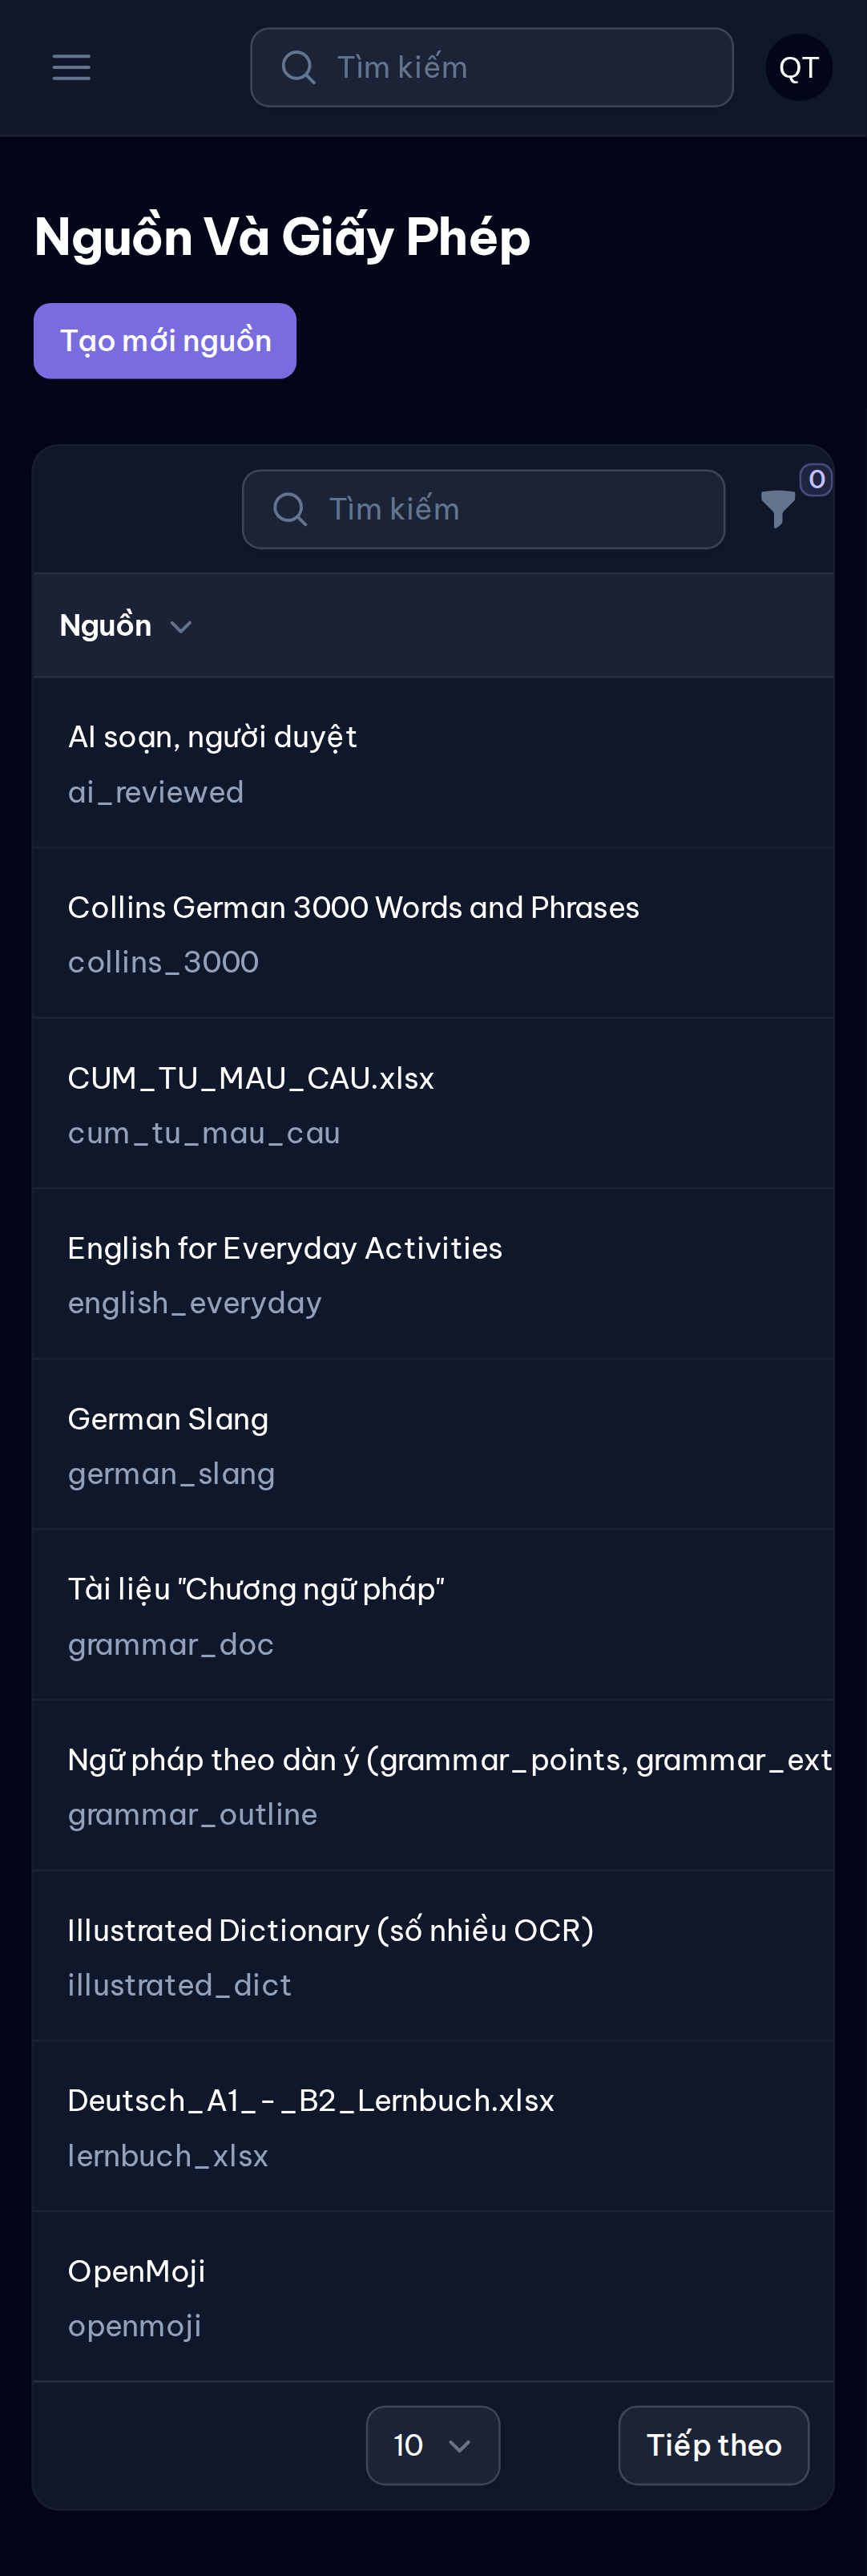 Tìm kiếm
QT
Nguồn Và Giấy Phép
Tạo mới nguồn
Tìm kiếm
0
Nguồn
AI soạn, người duyệt
ai_reviewed
Collins German 3000 Words and Phrases
collins_3000
CUM_TU_MAU_CAU.xlsx
cum_tu_mau_cau
English for Everyday Activities
english_everyday
German Slang
german_slang
Tài liệu "Chương ngữ pháp"
grammar_doc
Ngữ pháp theo dàn ý (grammar_points, grammar_ext
grammar_outline
Illustrated Dictionary (số nhiều OCR)
illustrated_dict
Deutsch_A1_-_B2_Lernbuch.xlsx
lernbuch_xlsx
OpenMoji
openmoji
10
Tiếp theo